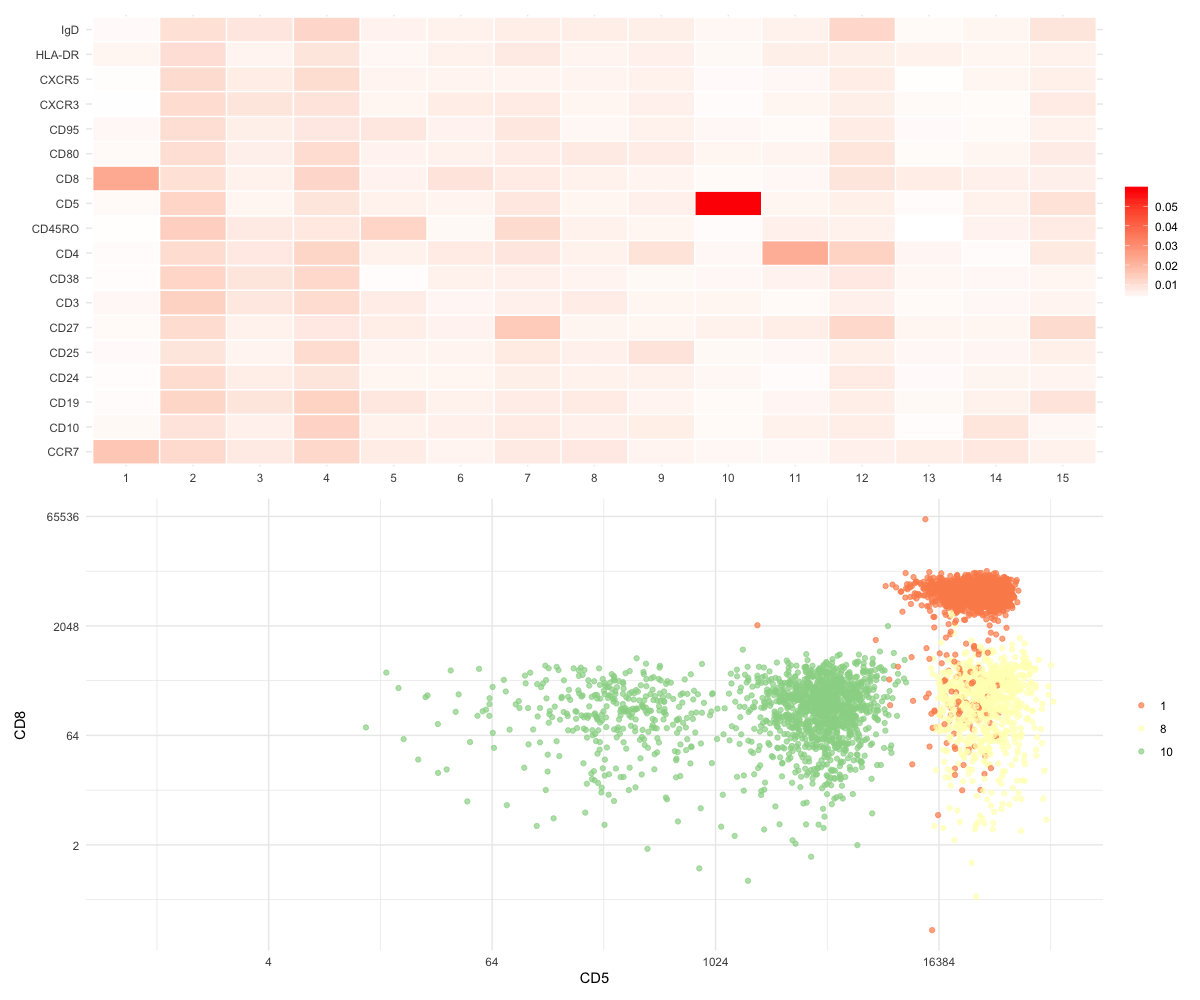 IgD
HLA-DR
CXCR5
CXCR3
CD95
CD80
CD8
CD5
CD45RO
CD4
CD38
CD3
CD27
CD25
CD24
CD19
CD10
CCR7
1 2 3 4 5 6 7 8 9 10 11 12 13 14 15
0.05
0.04
0.03
0.02
0.01
65536
2048
64
2
CD8
4 64 1024 16384
CD5
1
8
10